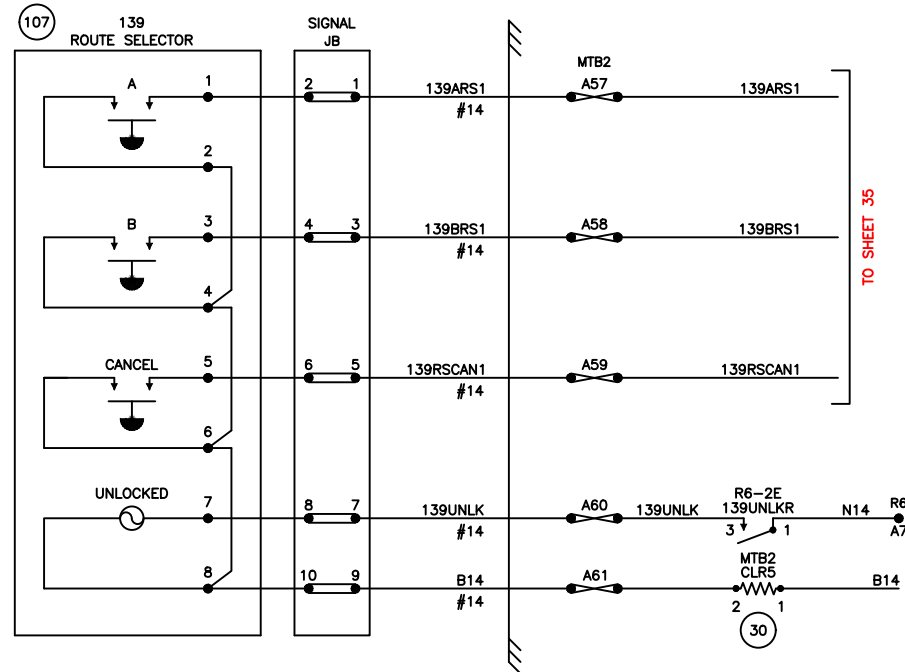 107
139
ROUTE SELECTOR
SIGNAL
JB
MTB2
A
1
2 1
139ARS1
#14
A57
139ARS1
2
B
3
4 3
139BRS1
#14
A58
139BRS1
4
TO SHEET 35
CANCEL
5
6 5
139RSCAN1
#14
A59
139RSCAN1
6
UNLOCKED
7
8 7
139UNLK
#14
A60
139UNLK
R6-2E
139UNLKR
3 1
N14
R6
A7
8
10 9
B14
#14
A61
MTB2
CLR5
2 1
B14
30